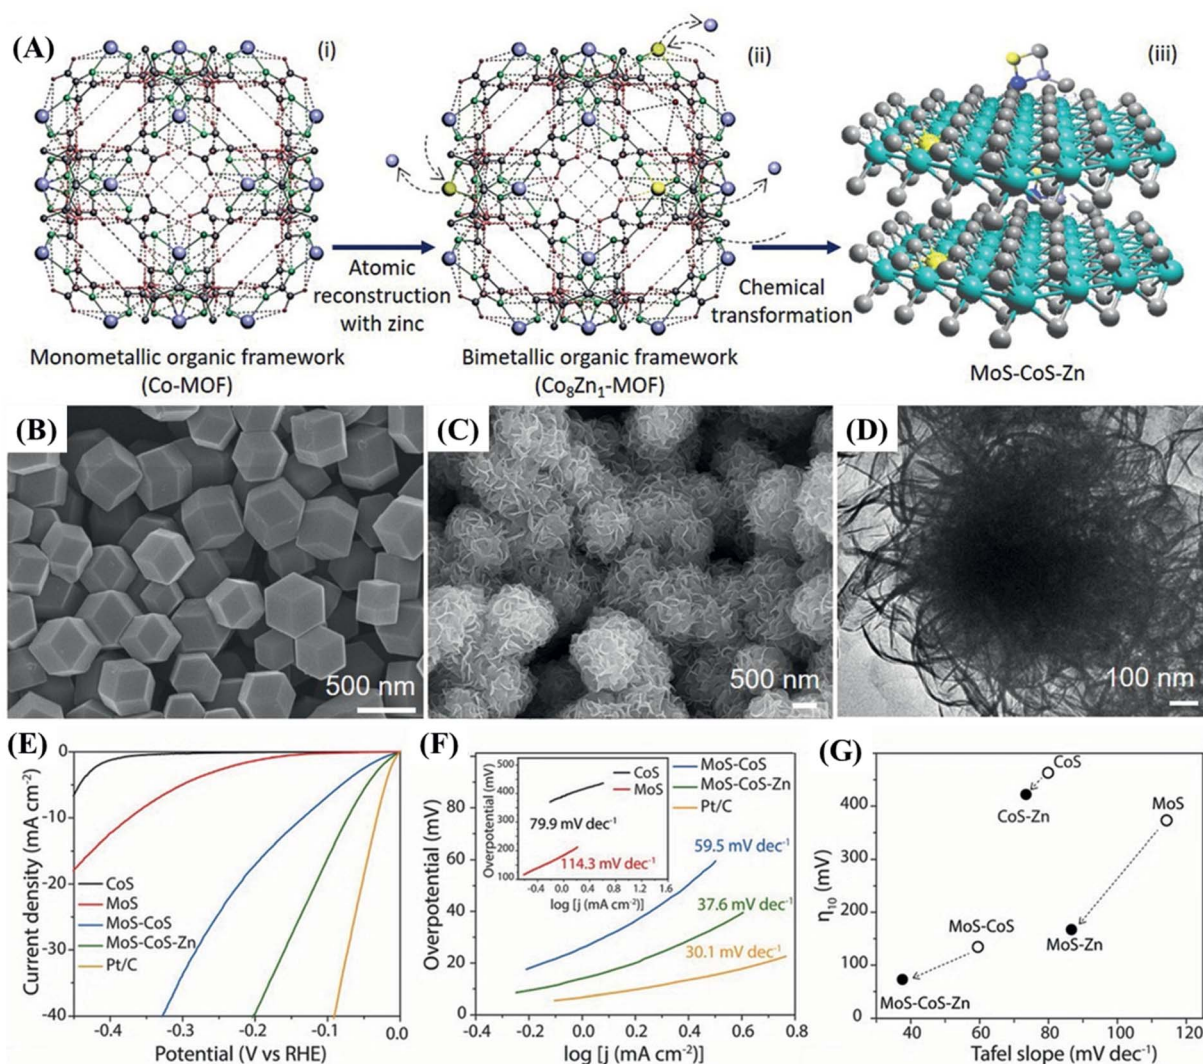 (A)
(i)
(ii)
(iii)
Atomic
reconstruction
with zinc
Chemical
transformation
Monometallic organic framework
(Co-MOF)
Bimetallic organic framework
(Co₈Zn₁-MOF)
MoS-CoS-Zn
(B)
500 nm
(C)
500 nm
(D)
100 nm
(E)
0
-10
-20
-30
-40
Current density (mA cm⁻²)
CoS
MoS
MoS-CoS
MoS-CoS-Zn
Pt/C
-0.4
-0.3
-0.2
-0.1
0.0
Potential (V vs RHE)
(F)
100
80
60
40
20
0
Overpotential (mV)
500
400
300
200
100
Overpotential (mV)
CoS
MoS
79.9 mV dec⁻¹
114.3 mV dec⁻¹
-0.4
0.0
0.4
0.8
1.2
1.6
log [j (mA cm⁻²)]
MoS-CoS
MoS-CoS-Zn
Pt/C
59.5 mV dec⁻¹
37.6 mV dec⁻¹
30.1 mV dec⁻¹
-0.4
-0.2
0.0
0.2
0.4
0.6
0.8
log [j (mA cm⁻²)]
(G)
400
300
200
100
0
η₁₀ (mV)
CoS
CoS-Zn
MoS
MoS-CoS
MoS-Zn
MoS-CoS-Zn
40
60
80
100
120
Tafel slope (mV dec⁻¹)